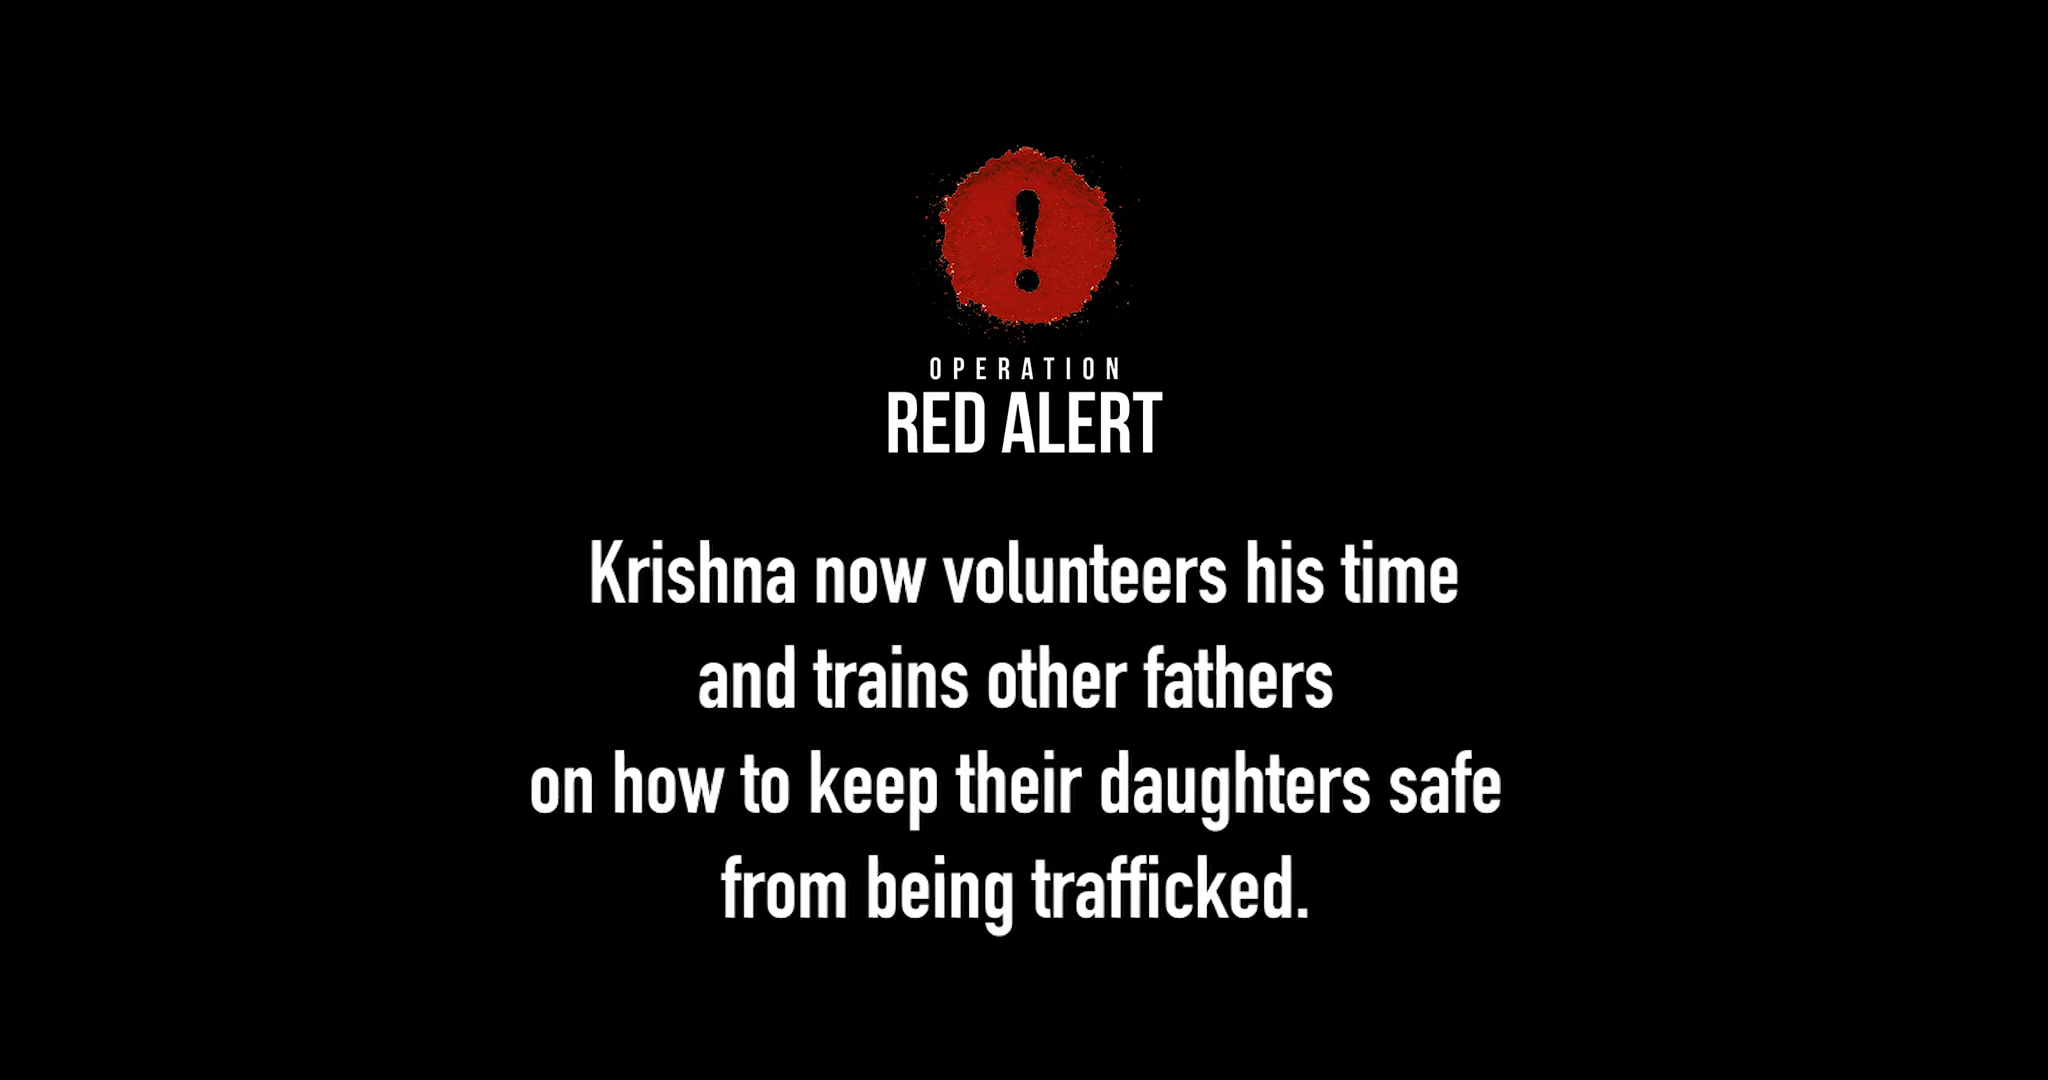 OPERATION
RED ALERT
Krishna now volunteers his time
and trains other fathers
on how to keep their daughters safe
from being trafficked.